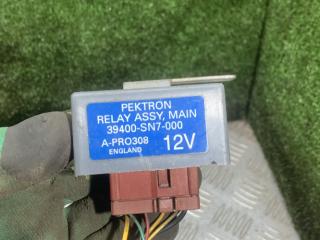 PEKTRON
RELAY ASSY, MAIN
39400-SN7-000
A-PRO308 12V
ENGLAND